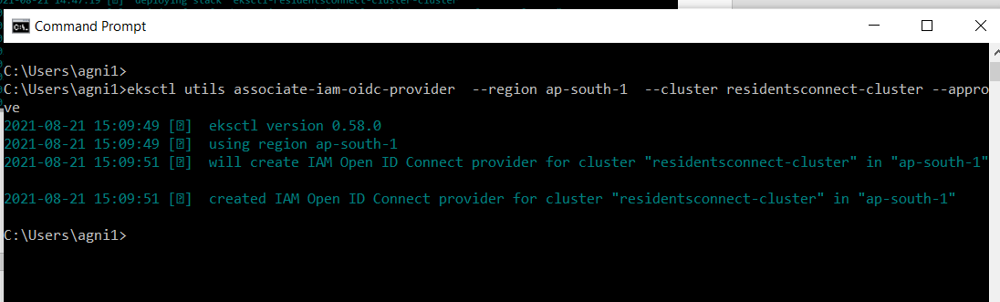 2021-08-21 14:47:19 [▯]  deploying stack "eksctl-residentsconnect-cluster-cluster"
Command Prompt
C:\Users\agni1>
C:\Users\agni1>eksctl utils associate-iam-oidc-provider  --region ap-south-1  --cluster residentsconnect-cluster --appro
ve
2021-08-21 15:09:49 [▯]  eksctl version 0.58.0
2021-08-21 15:09:49 [▯]  using region ap-south-1
2021-08-21 15:09:51 [▯]  will create IAM Open ID Connect provider for cluster "residentsconnect-cluster" in "ap-south-1"
2021-08-21 15:09:51 [▯]  created IAM Open ID Connect provider for cluster "residentsconnect-cluster" in "ap-south-1"
C:\Users\agni1>